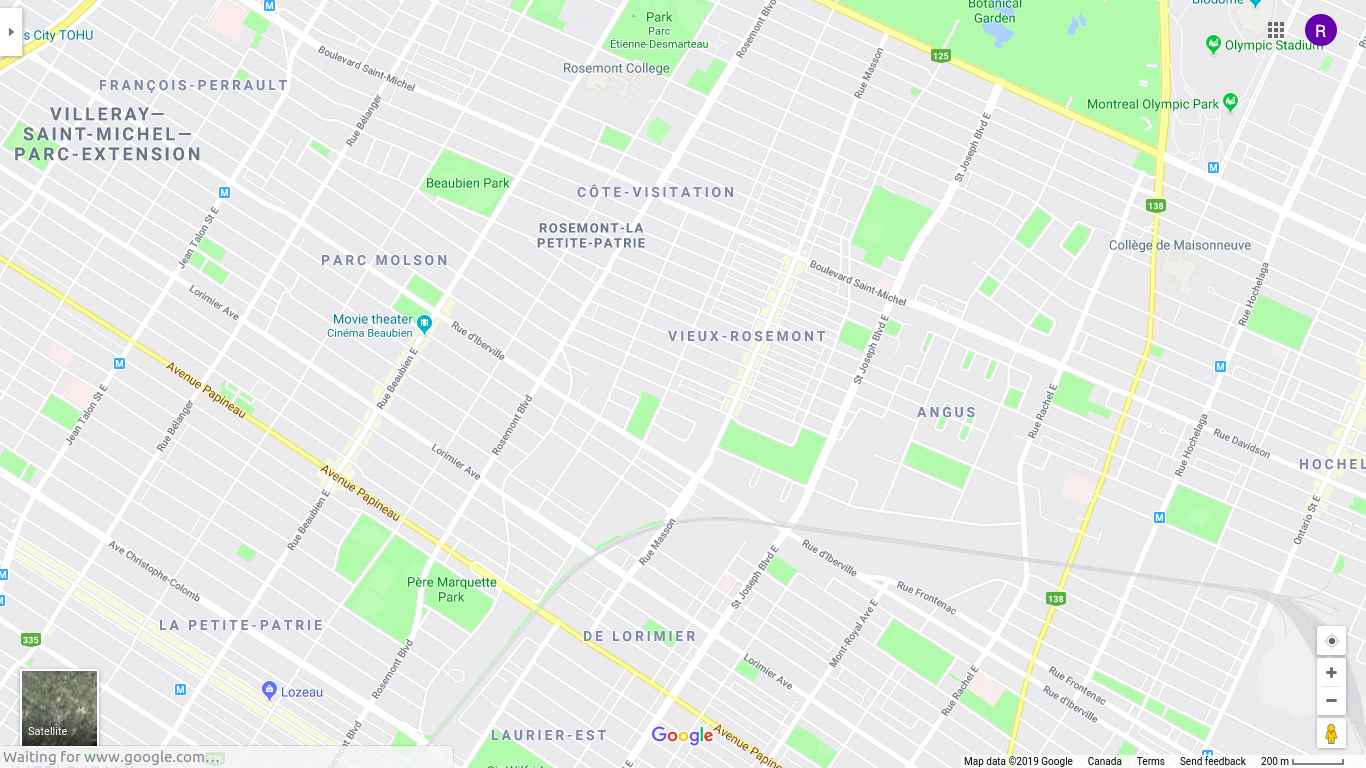 s City TOHU
Boulevard Saint-Michel
Park
Parc
Étienne-Desmarteau
Rosemont Blvd
Botanical
Garden
Biodôme
R
Olympic Stadium
125
Rue Masson
Rosemont College
FRANÇOIS-PERRAULT
VILLERAY—
SAINT-MICHEL—
PARC-EXTENSION
Rue Bélanger
Montreal Olympic Park
St Joseph Blvd E
M
M
M
Beaubien Park
CÔTE-VISITATION
138
ROSEMONT-LA
PETITE-PATRIE
Jean Talon St E
PARC MOLSON
Collège de Maisonneuve
Boulevard Saint-Michel
Rue Hochelaga
Lorimier Ave
Movie theater
Cinéma Beaubien
Rue d'Iberville
VIEUX-ROSEMONT
St Joseph Blvd E
M
M
Avenue Papineau
Rue Beaubien E
Jean Talon St E
Rue Bélanger
Rosemont Blvd
ANGUS
Rue Rachel E
Rue Hochelaga
Rue Davidson
HOCHEL
Lorimier Ave
Avenue Papineau
Rue Beaubien E
M
Ontario St E
Rue Masson
Ave Christophe-Colomb
Rue d'Iberville
St Joseph Blvd E
Père Marquette
Park
Rue Frontenac
138
M
M
LA PETITE-PATRIE
DE LORIMIER
Mont-Royal Ave E
335
Lorimier Ave
Rue Rachel E
Rue Frontenac
Rue d'Iberville
M
Lozeau
Rosemont Blvd
Satellite
LAURIER-EST
Google
Avenue Papine
M
Waiting for www.google.com…
Map data ©2019 Google
Canada
Terms
Send feedback
200 m